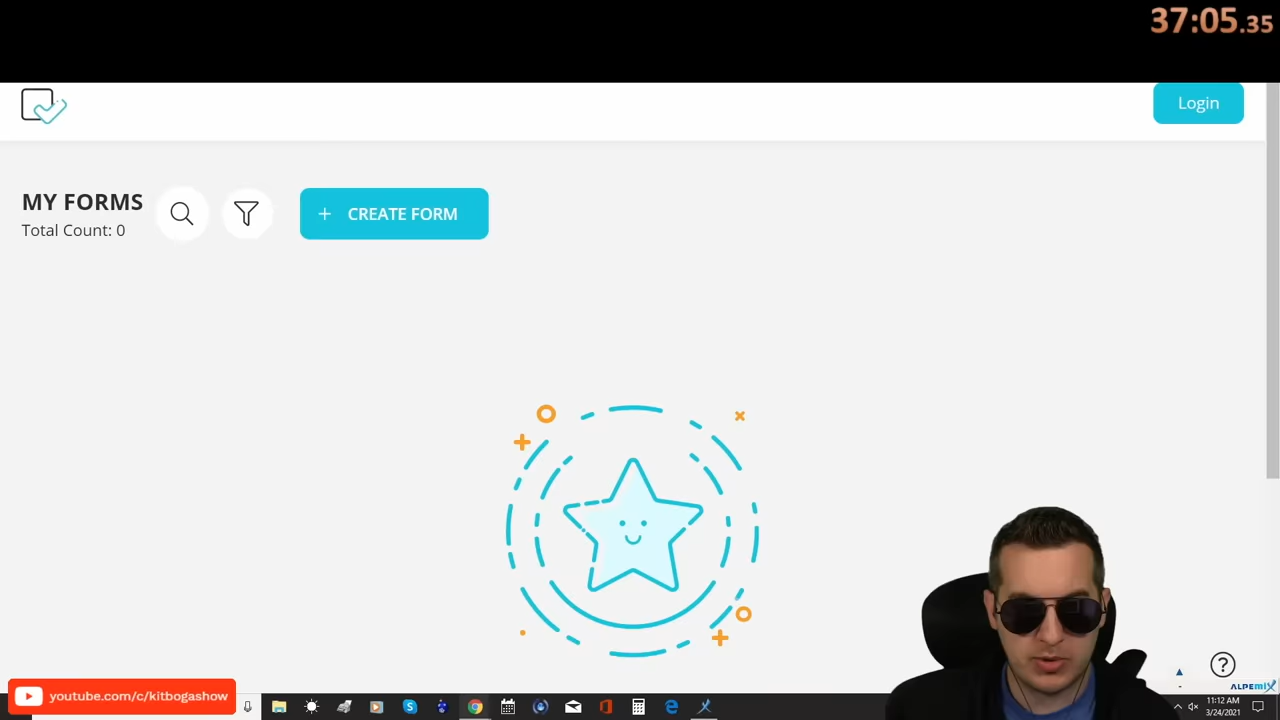 37:05.35
Login
MY FORMS
Total Count: 0
+ CREATE FORM
?
youtube.com/c/kitbogashow
ALPEMIX
11:12 AM
3/24/2021